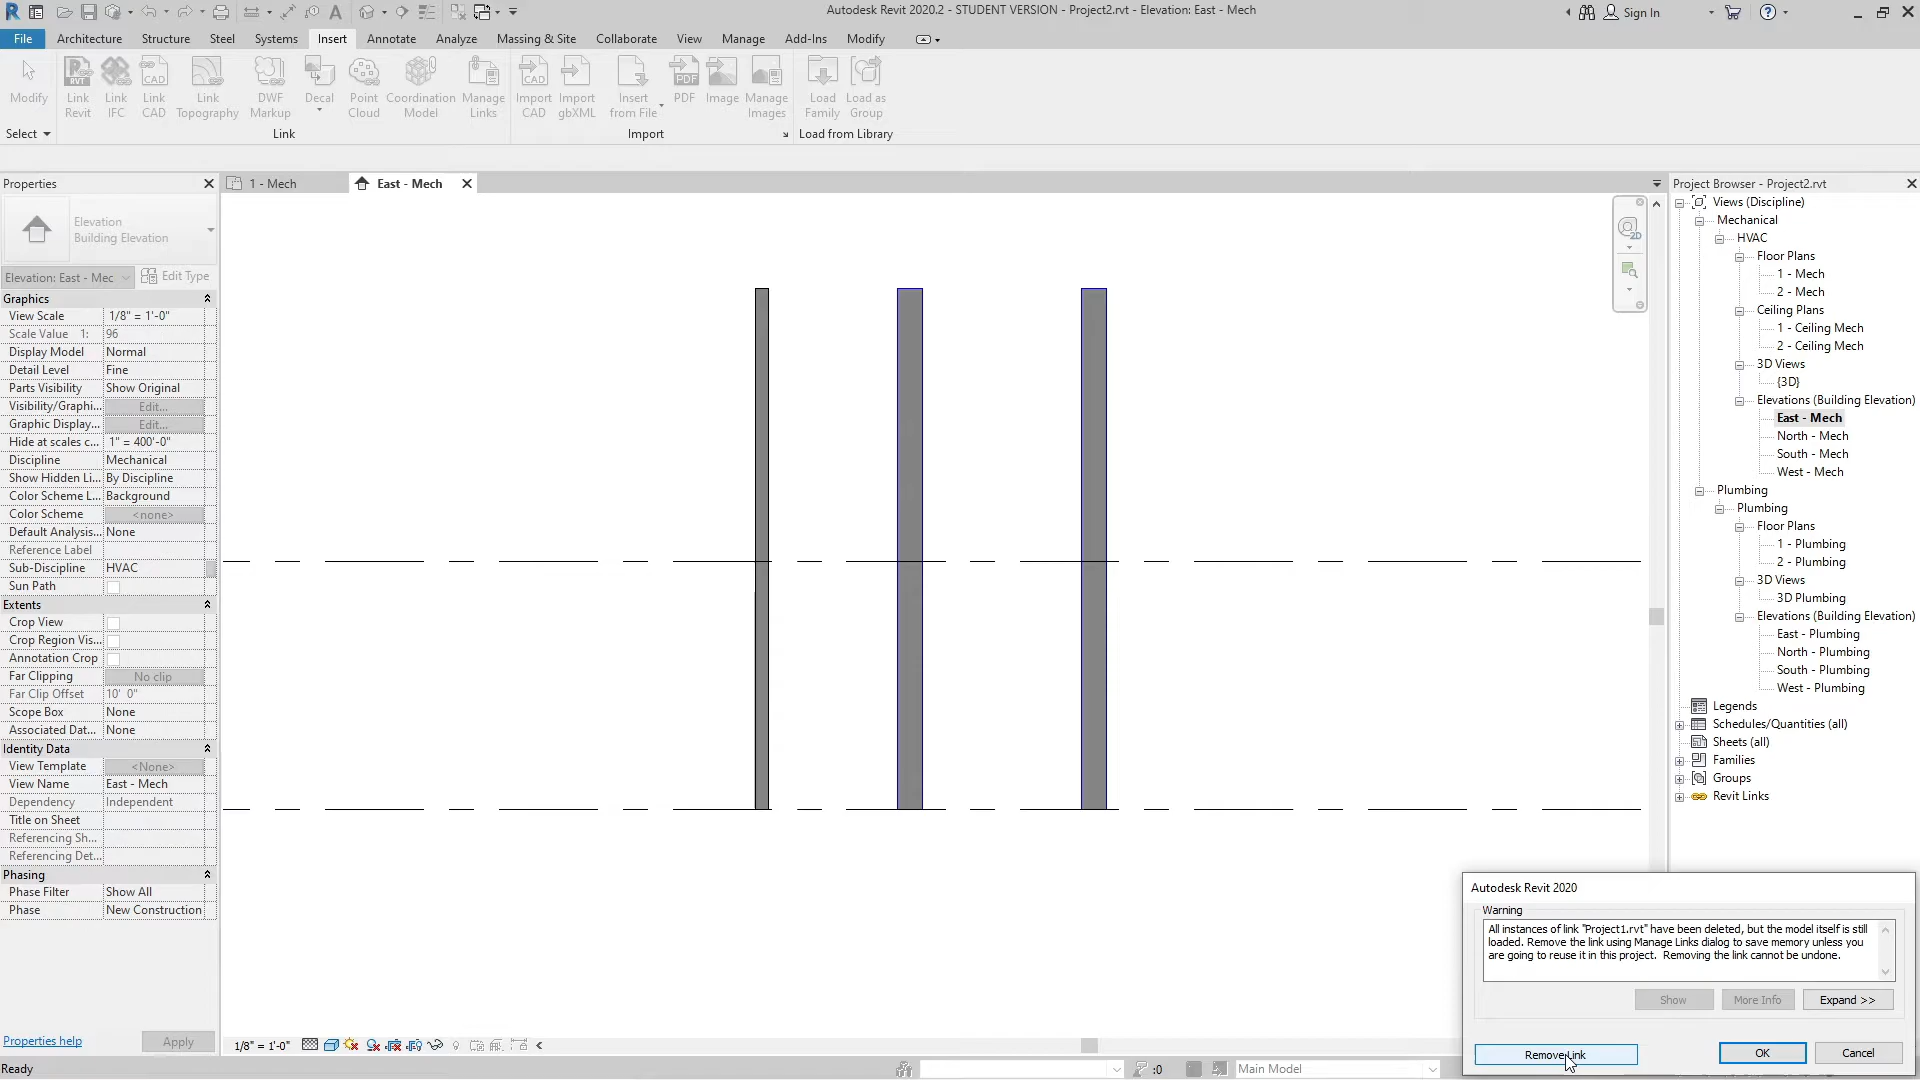 Autodesk Revit 2020.2 - STUDENT VERSION - Project2.rvt - Elevation: East - Mech
Sign In
File Architecture Structure Steel Systems Insert Annotate Analyze Massing & Site Collaborate View Manage Add-Ins Modify
Modify
Link Revit
Link IFC
Link CAD
Link Topography
DWF Markup
Decal
Point Cloud
Coordination Model
Manage Links
Import CAD
Import gbXML
Insert from File
PDF
Image
Manage Images
Load Family
Load as Group
Select
Link
Import
Load from Library
Properties
1 - Mech
East - Mech
Elevation
Building Elevation
Elevation: East - Mec
Edit Type
Graphics
View Scale 1/8" = 1'-0"
Scale Value 1: 96
Display Model Normal
Detail Level Fine
Parts Visibility Show Original
Visibility/Graphi... Edit...
Graphic Display... Edit...
Hide at scales c... 1" = 400'-0"
Discipline Mechanical
Show Hidden Li... By Discipline
Color Scheme L... Background
Color Scheme <none>
Default Analysis... None
Reference Label
Sub-Discipline HVAC
Sun Path
Extents
Crop View
Crop Region Vis...
Annotation Crop
Far Clipping No clip
Far Clip Offset 10' 0"
Scope Box None
Associated Dat... None
Identity Data
View Template <None>
View Name East - Mech
Dependency Independent
Title on Sheet
Referencing Sh...
Referencing Det...
Phasing
Phase Filter Show All
Phase New Construction
Properties help
Apply
2D
1/8" = 1'-0"
Ready
:0
Main Model
Project Browser - Project2.rvt
Views (Discipline)
Mechanical
HVAC
Floor Plans
1 - Mech
2 - Mech
Ceiling Plans
1 - Ceiling Mech
2 - Ceiling Mech
3D Views
{3D}
Elevations (Building Elevation)
East - Mech
North - Mech
South - Mech
West - Mech
Plumbing
Plumbing
Floor Plans
1 - Plumbing
2 - Plumbing
3D Views
3D Plumbing
Elevations (Building Elevation)
East - Plumbing
North - Plumbing
South - Plumbing
West - Plumbing
Legends
Schedules/Quantities (all)
Sheets (all)
Families
Groups
Revit Links
Autodesk Revit 2020
Warning
All instances of link "Project1.rvt" have been deleted, but the model itself is still
loaded. Remove the link using Manage Links dialog to save memory unless you
are going to reuse it in this project. Removing the link cannot be undone.
Show
More Info
Expand >>
Remove Link
OK
Cancel